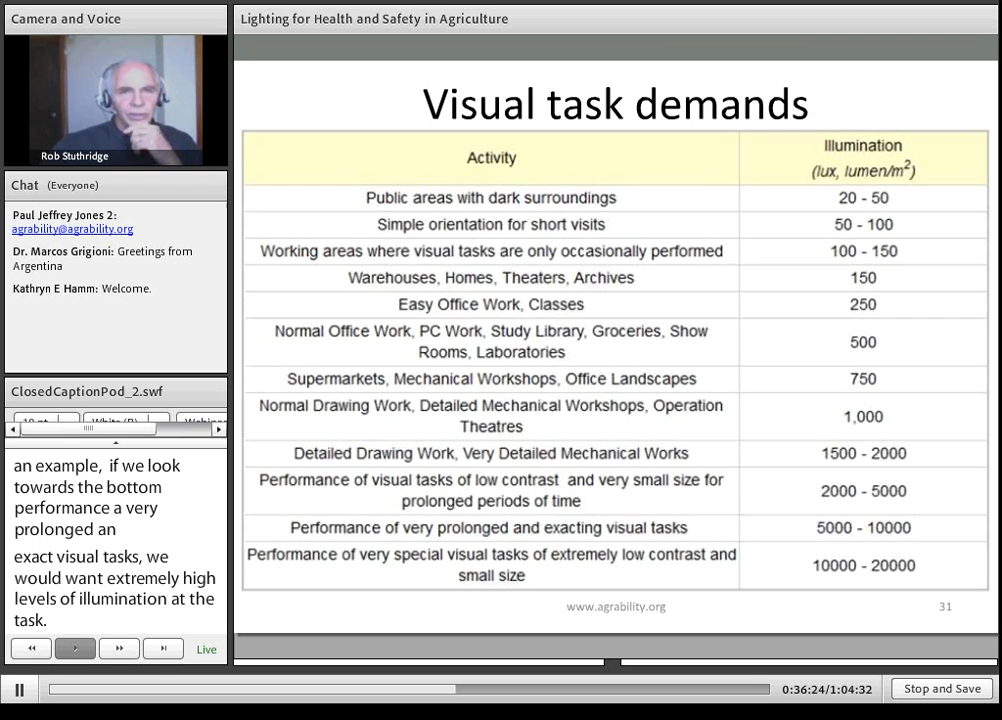 Camera and Voice
Rob Stuthridge
Chat (Everyone)
Paul Jeffrey Jones 2:
agrability@agrability.org
Dr. Marcos Grigioni: Greetings from
Argentina
Kathryn E Hamm: Welcome.
ClosedCaptionPod_2.swf
an example, if we look
towards the bottom
performance a very
prolonged an
exact visual tasks, we
would want extremely high
levels of illumination at the
task.
Live
Lighting for Health and Safety in Agriculture
Visual task demands
Activity
Illumination
(lux, lumen/m²)
Public areas with dark surroundings
20 - 50
Simple orientation for short visits
50 - 100
Working areas where visual tasks are only occasionally performed
100 - 150
Warehouses, Homes, Theaters, Archives
150
Easy Office Work, Classes
250
Normal Office Work, PC Work, Study Library, Groceries, Show
Rooms, Laboratories
500
Supermarkets, Mechanical Workshops, Office Landscapes
750
Normal Drawing Work, Detailed Mechanical Workshops, Operation
Theatres
1,000
Detailed Drawing Work, Very Detailed Mechanical Works
1500 - 2000
Performance of visual tasks of low contrast and very small size for
prolonged periods of time
2000 - 5000
Performance of very prolonged and exacting visual tasks
5000 - 10000
Performance of very special visual tasks of extremely low contrast and
small size
10000 - 20000
www.agrability.org
31
0:36:24/1:04:32
Stop and Save